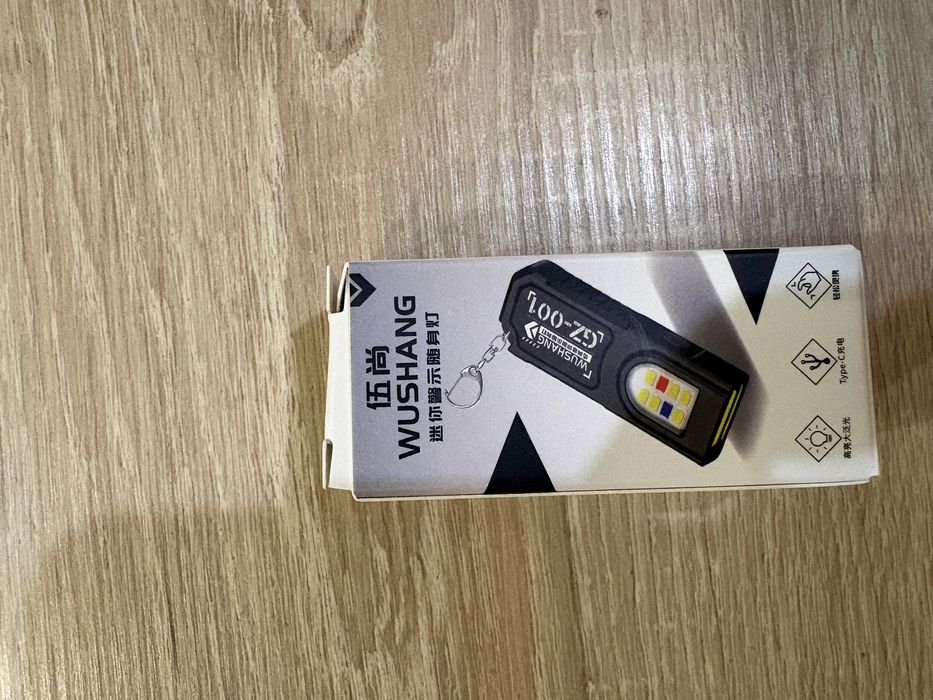 伍尚
WUSHANG
迷你警示随身灯
GZ-001
WUSHANG
高亮大泛光
Type-C充电
轻松便携